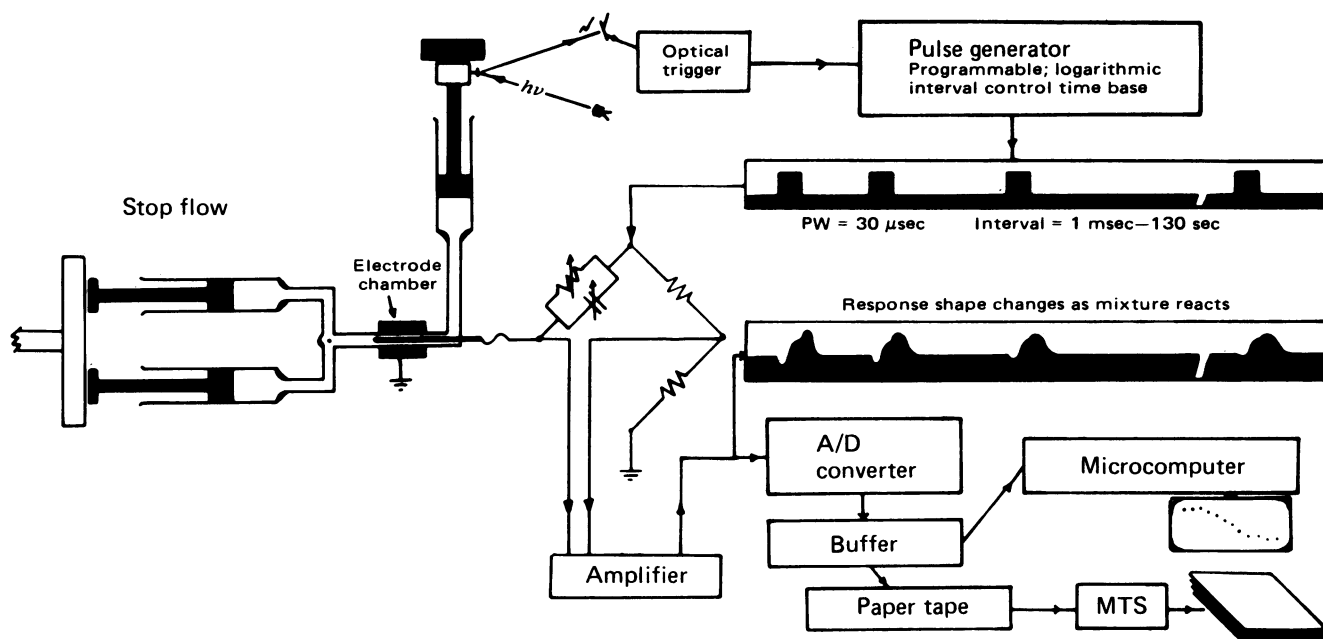 Optical
trigger
Pulse generator
Programmable; logarithmic
interval control time base
hν
PW = 30 μsec
Interval = 1 msec—130 sec
Stop flow
Electrode
chamber
Response shape changes as mixture reacts
A/D
converter
Microcomputer
Buffer
Amplifier
Paper tape
MTS